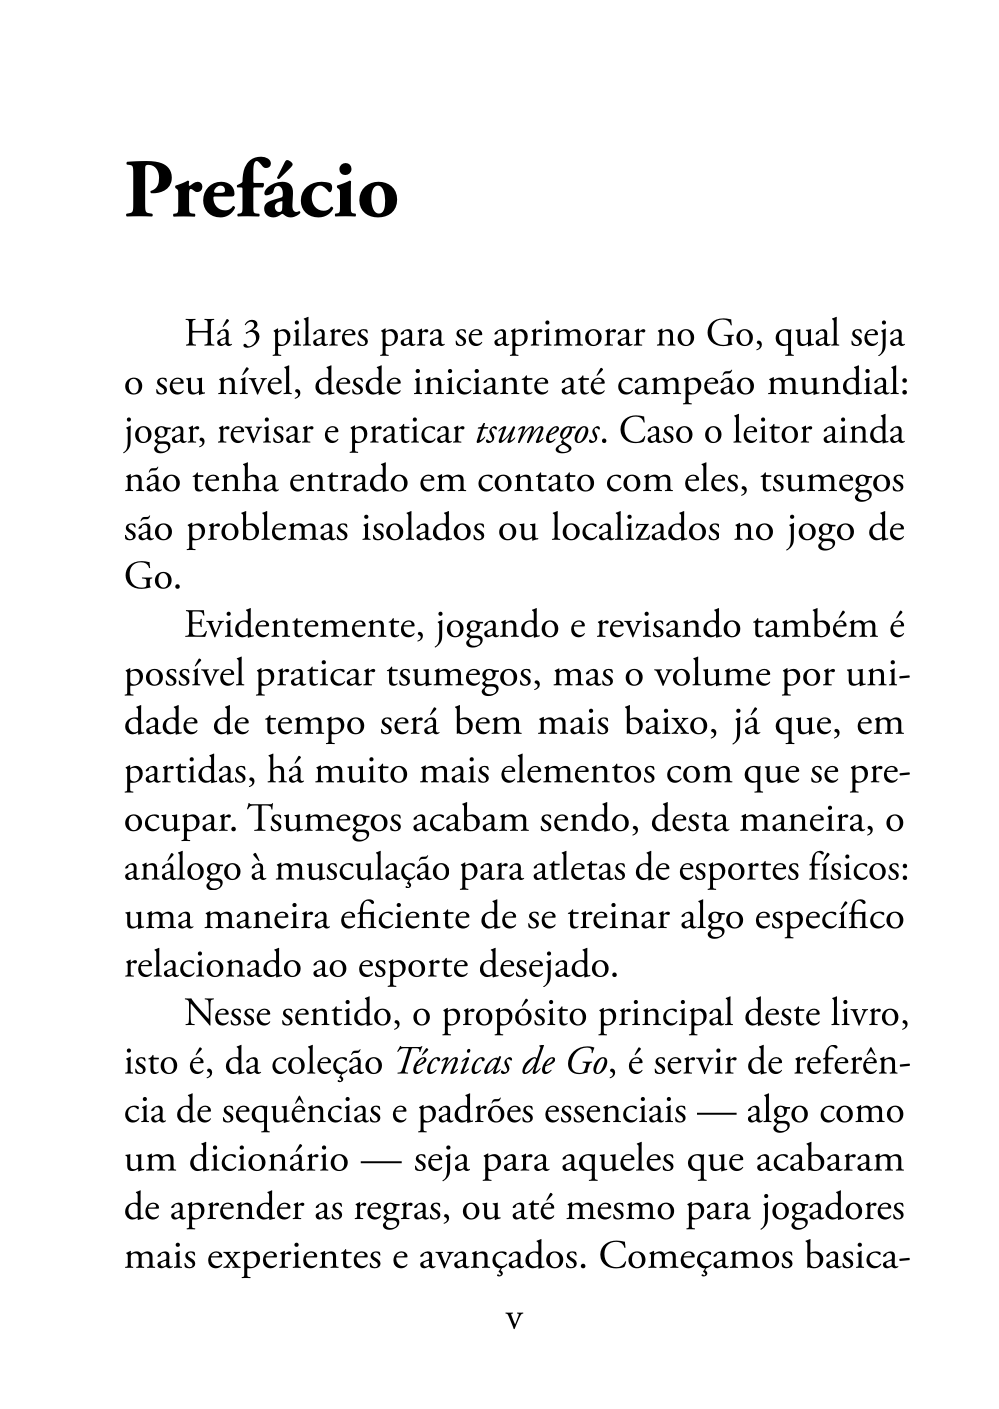 Prefácio
Há 3 pilares para se aprimorar no Go, qual seja
o seu nível, desde iniciante até campeão mundial:
jogar, revisar e praticar tsumegos. Caso o leitor ainda
não tenha entrado em contato com eles, tsumegos
são problemas isolados ou localizados no jogo de
Go.
Evidentemente, jogando e revisando também é
possível praticar tsumegos, mas o volume por uni-
dade de tempo será bem mais baixo, já que, em
partidas, há muito mais elementos com que se pre-
ocupar. Tsumegos acabam sendo, desta maneira, o
análogo à musculação para atletas de esportes físicos:
uma maneira eficiente de se treinar algo específico
relacionado ao esporte desejado.
Nesse sentido, o propósito principal deste livro,
isto é, da coleção Técnicas de Go, é servir de referên-
cia de sequências e padrões essenciais — algo como
um dicionário — seja para aqueles que acabaram
de aprender as regras, ou até mesmo para jogadores
mais experientes e avançados. Começamos basica-
v